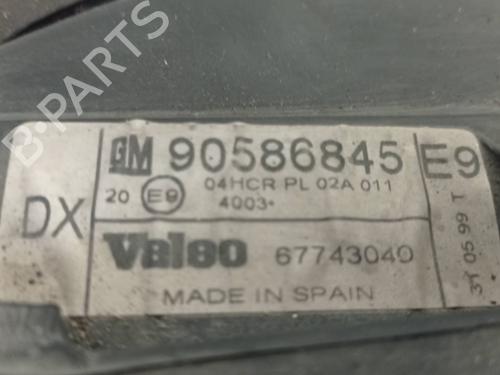 B-PARTS
GM 90586845 E9
20 E9 04HCR PL 02A 011
4003
DX
Valeo 67743040
MADE IN SPAIN
3T 05 99 T